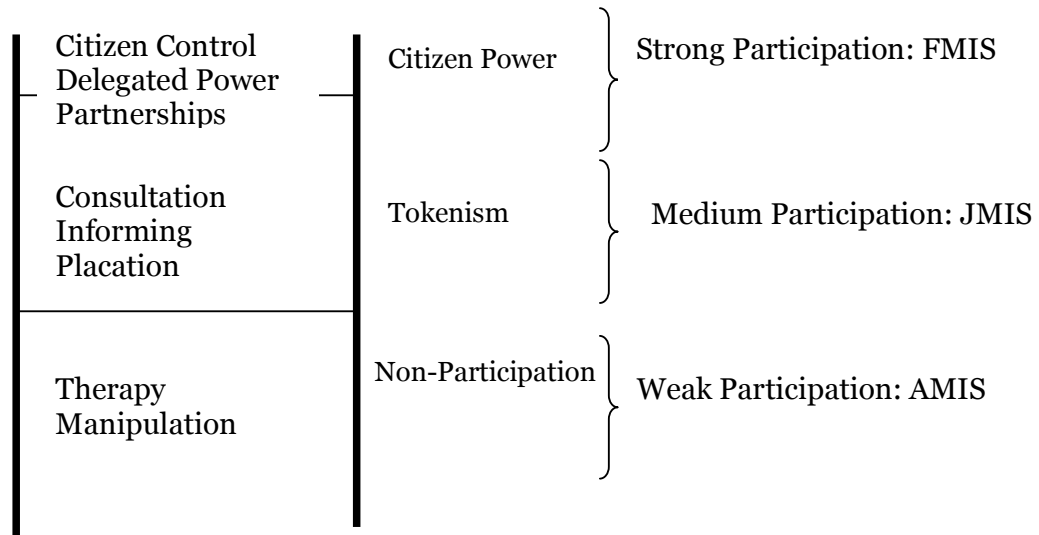 Citizen Control
Delegated Power
Partnerships
Citizen Power
Strong Participation: FMIS
Consultation
Informing
Placation
Tokenism
Medium Participation: JMIS
Therapy
Manipulation
Non-Participation
Weak Participation: AMIS